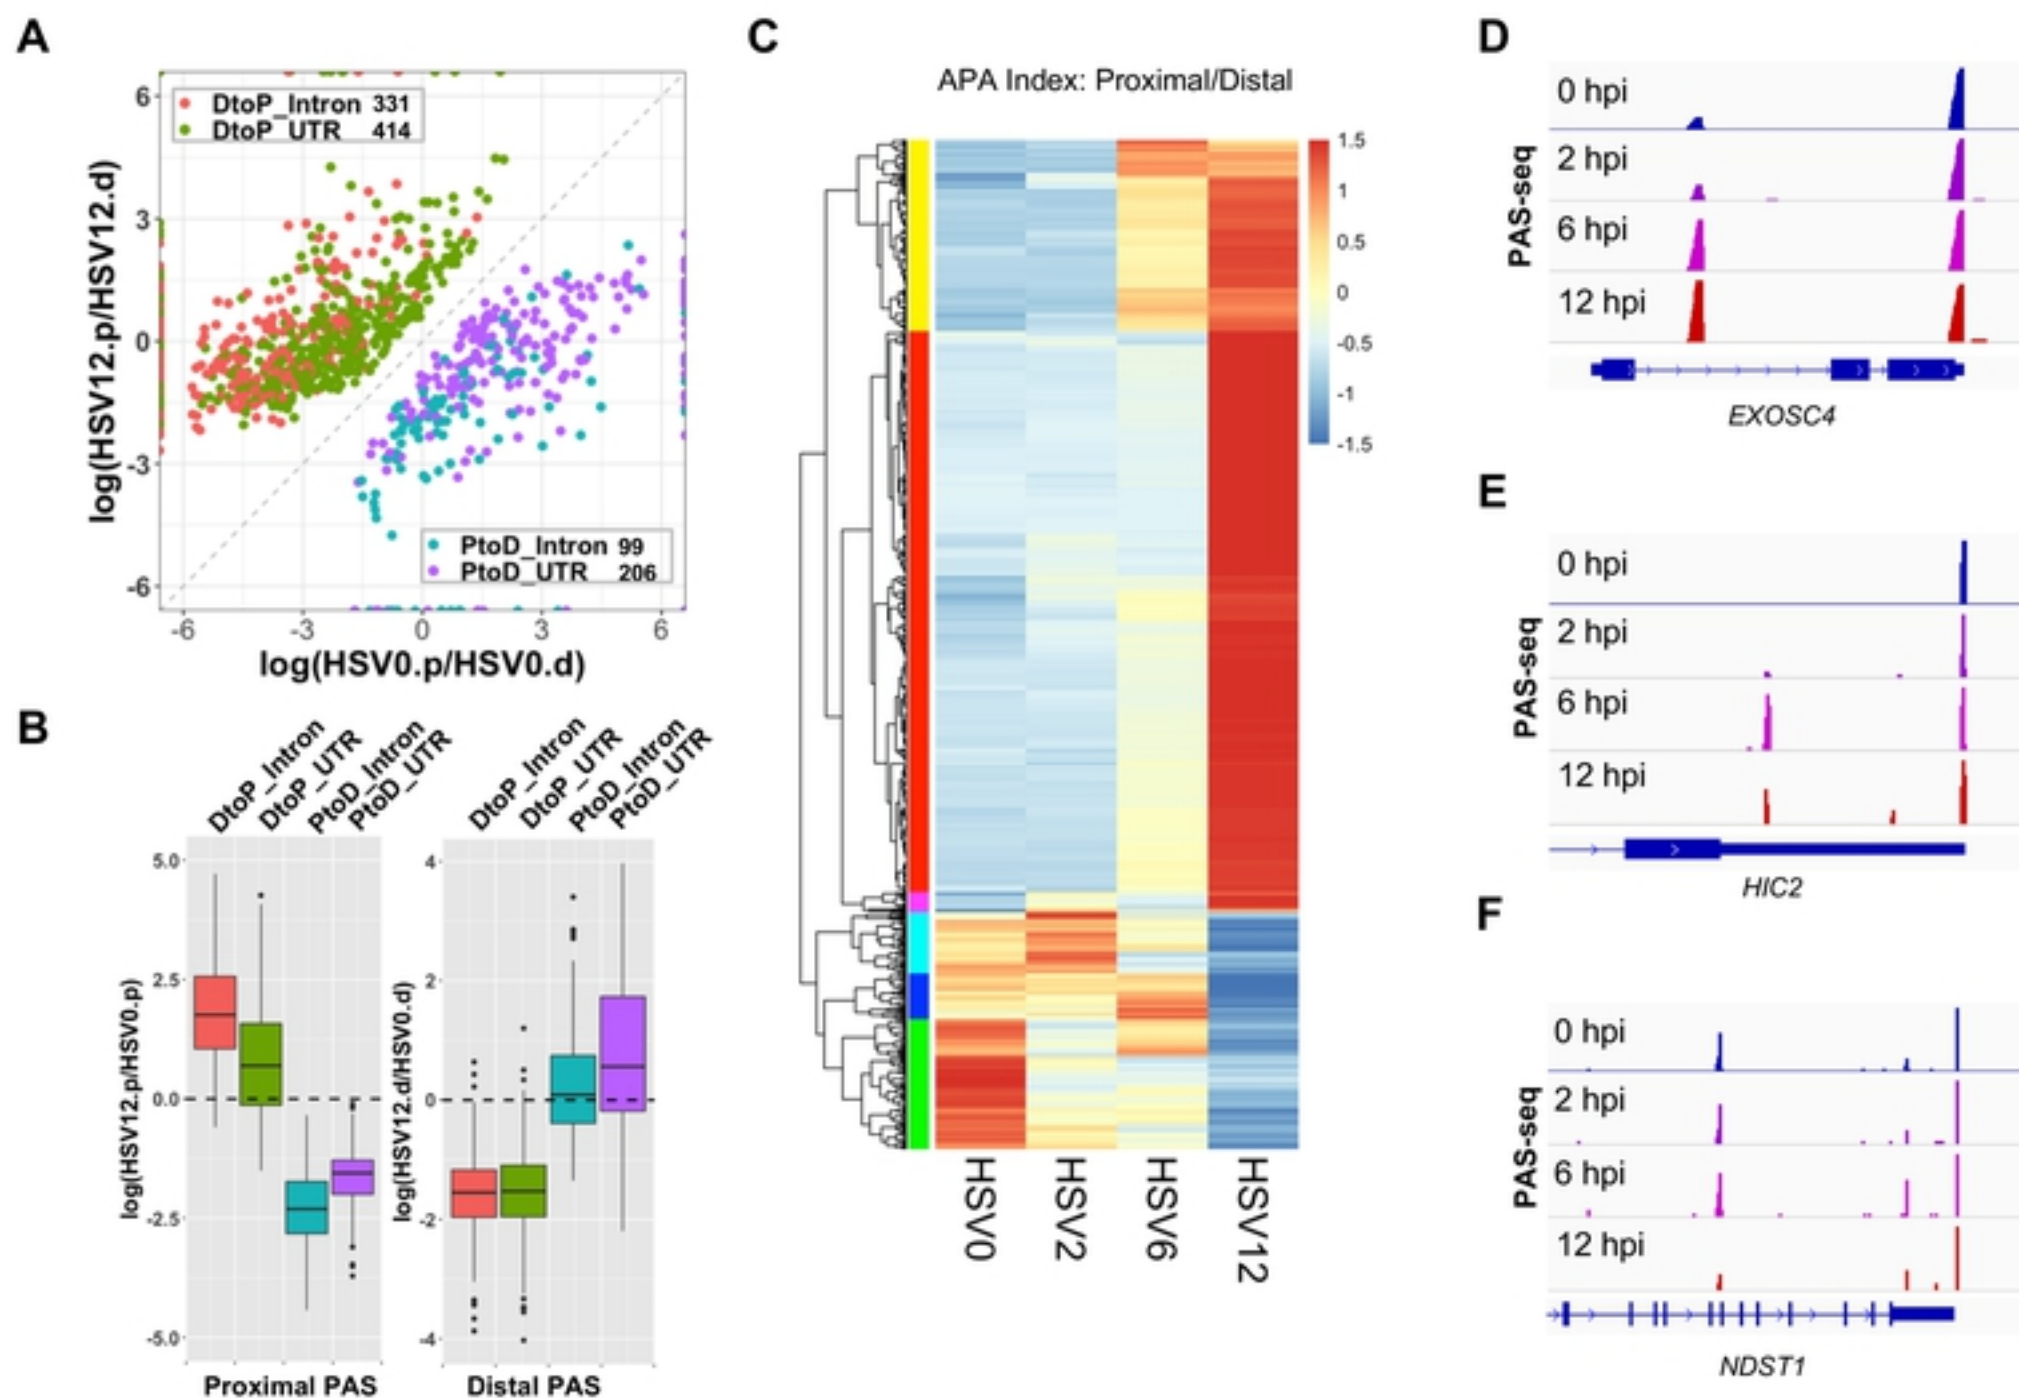 A
DtoP_Intron 331
DtoP_UTR 414
6
3
0
-3
-6
log(HSV12.p/HSV12.d)
PtoD_Intron 99
PtoD_UTR 206
-6 -3 0 3 6
log(HSV0.p/HSV0.d)
B
DtoP_Intron
DtoP_UTR
PtoD_Intron
PtoD_UTR
5.0
2.5
0.0
-2.5
-5.0
log(HSV12.p/HSV0.p)
Proximal PAS
DtoP_Intron
DtoP_UTR
PtoD_Intron
PtoD_UTR
4
2
0
-2
-4
log(HSV12.d/HSV0.d)
Distal PAS
C
APA Index: Proximal/Distal
1.5
1
0.5
0
-0.5
-1
-1.5
HSV0
HSV2
HSV6
HSV12
D
PAS-seq
0 hpi
2 hpi
6 hpi
12 hpi
EXOSC4
E
PAS-seq
0 hpi
2 hpi
6 hpi
12 hpi
HIC2
F
PAS-seq
0 hpi
2 hpi
6 hpi
12 hpi
NDST1